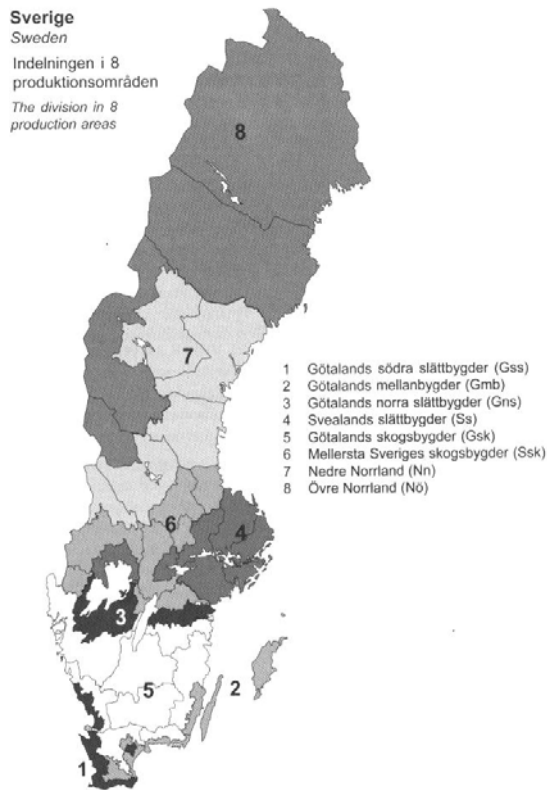 Sverige
Sweden
Indelningen i 8
produktionsområden
The division in 8
production areas
8
7
1 Götalands södra slättbygder (Gss)
2 Götalands mellanbygder (Gmb)
3 Götalands norra slättbygder (Gns)
4 Svealands slättbygder (Ss)
5 Götalands skogsbygder (Gsk)
6 Mellersta Sveriges skogsbygder (Ssk)
7 Nedre Norrland (Nn)
8 Övre Norrland (Nö)
6
4
3
5
2
1